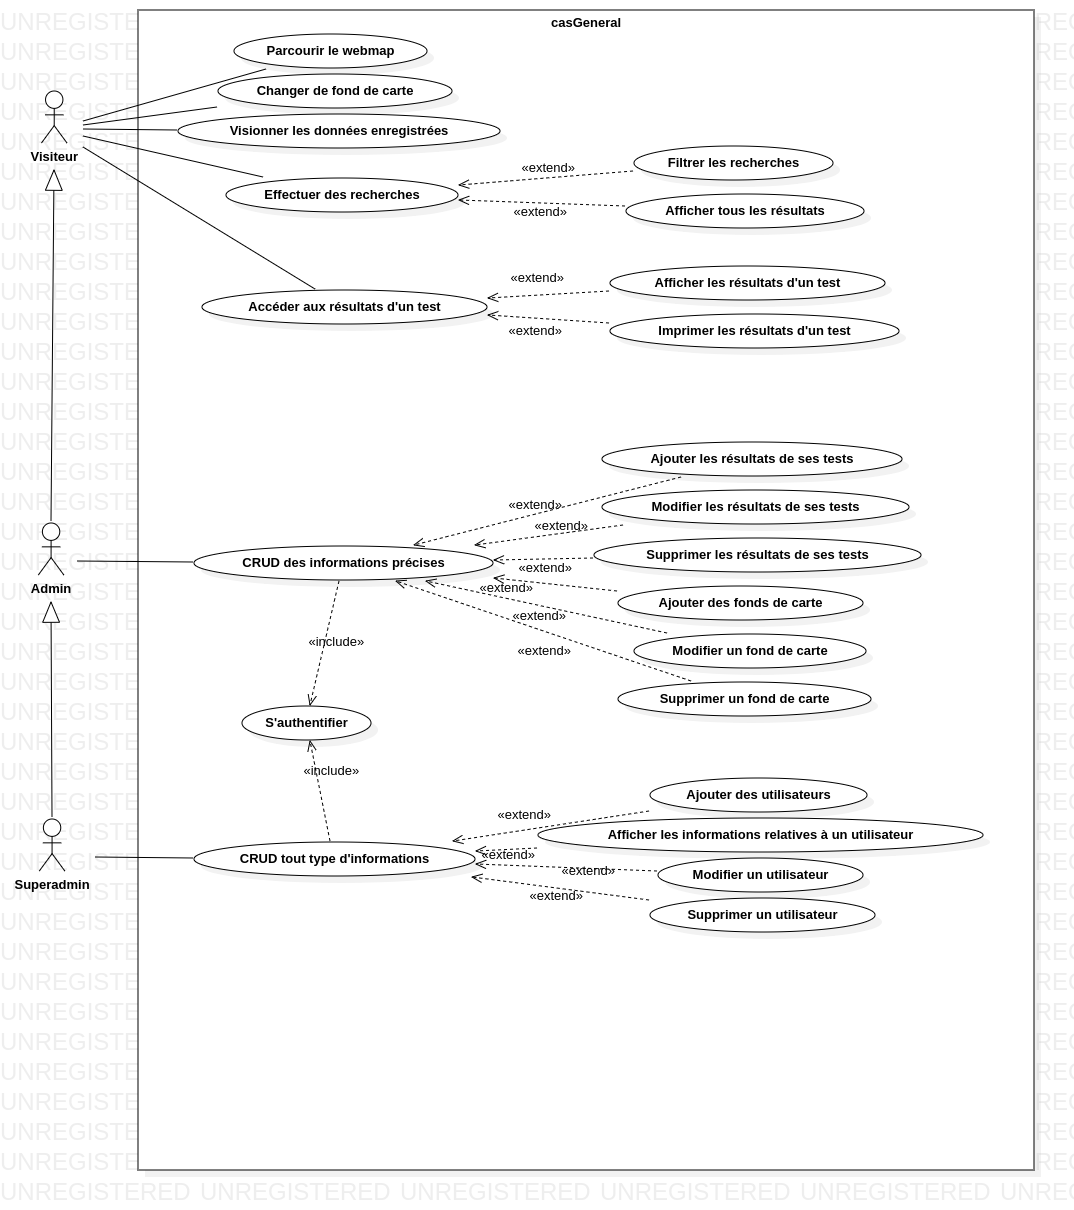 casGeneral
Parcourir le webmap
Changer de fond de carte
Visionner les données enregistrées
Visiteur
Effectuer des recherches
«extend»
Filtrer les recherches
«extend»
Afficher tous les résultats
Accéder aux résultats d'un test
«extend»
Afficher les résultats d'un test
«extend»
Imprimer les résultats d'un test
Admin
CRUD des informations précises
«extend»
Ajouter les résultats de ses tests
«extend»
Modifier les résultats de ses tests
«extend»
Supprimer les résultats de ses tests
«extend»
Ajouter des fonds de carte
«extend»
Modifier un fond de carte
«extend»
Supprimer un fond de carte
«include»
S'authentifier
«include»
Superadmin
CRUD tout type d'informations
«extend»
Ajouter des utilisateurs
«extend»
Afficher les informations relatives à un utilisateur
«extend»
Modifier un utilisateur
«extend»
Supprimer un utilisateur
UNREGISTERED UNREGISTERED UNREGISTERED UNREGISTERED UNREGISTERED UNREG